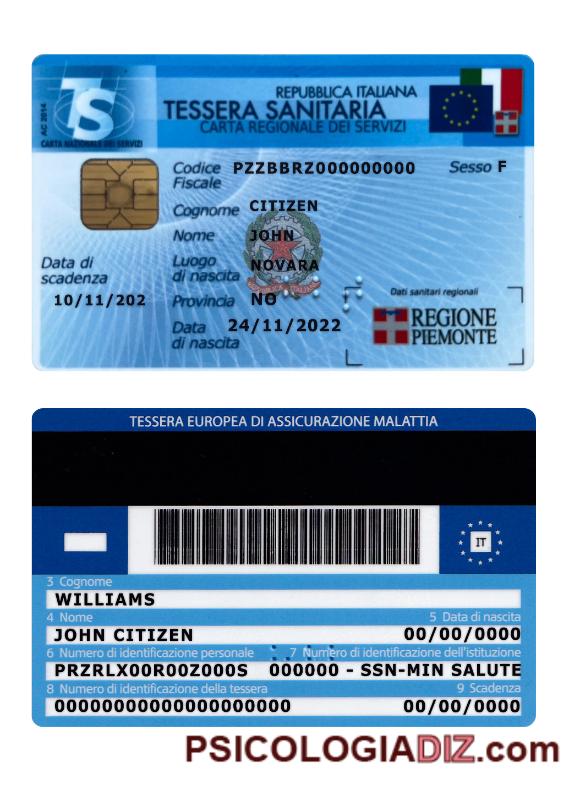 AC 2014
TS
CARTA NAZIONALE DEI SERVIZI
REPUBBLICA ITALIANA
TESSERA SANITARIA
CARTA REGIONALE DEI SERVIZI
Codice Fiscale PZZBBRZ000000000 Sesso F
Cognome CITIZEN
Nome JOHN
Luogo di nascita NOVARA
Provincia NO
Data di nascita 24/11/2022
Data di scadenza
10/11/202
REPUBBLICA ITALIANA
Dati sanitari regionali
REGIONE
PIEMONTE
TESSERA EUROPEA DI ASSICURAZIONE MALATTIA
IT
3 Cognome
WILLIAMS
4 Nome 5 Data di nascita
JOHN CITIZEN 00/00/0000
6 Numero di identificazione personale 7 Numero di identificazione dell'istituzione
PRZRLX00R00Z000S 000000 - SSN-MIN SALUTE
8 Numero di identificazione della tessera 9 Scadenza
00000000000000000000 00/00/0000
PSICOLOGIADIZ.com